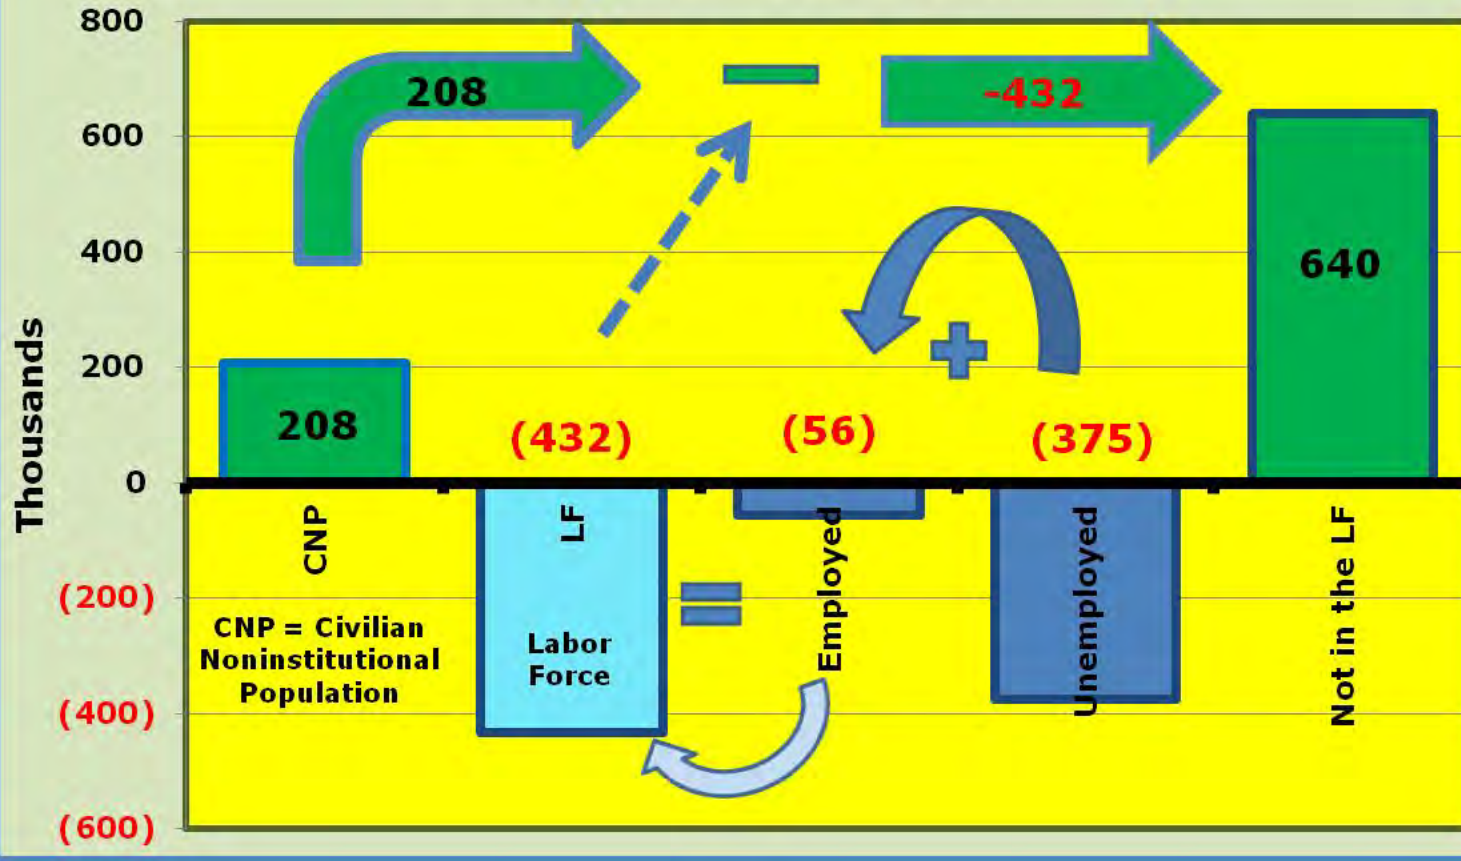 800
600
400
200
0
(200)
(400)
(600)
Thousands
208
-432
640
208
(432)
(56)
(375)
CNP
LF
Employed
Unemployed
Not in the LF
CNP = Civilian
Noninstitutional
Population
Labor
Force